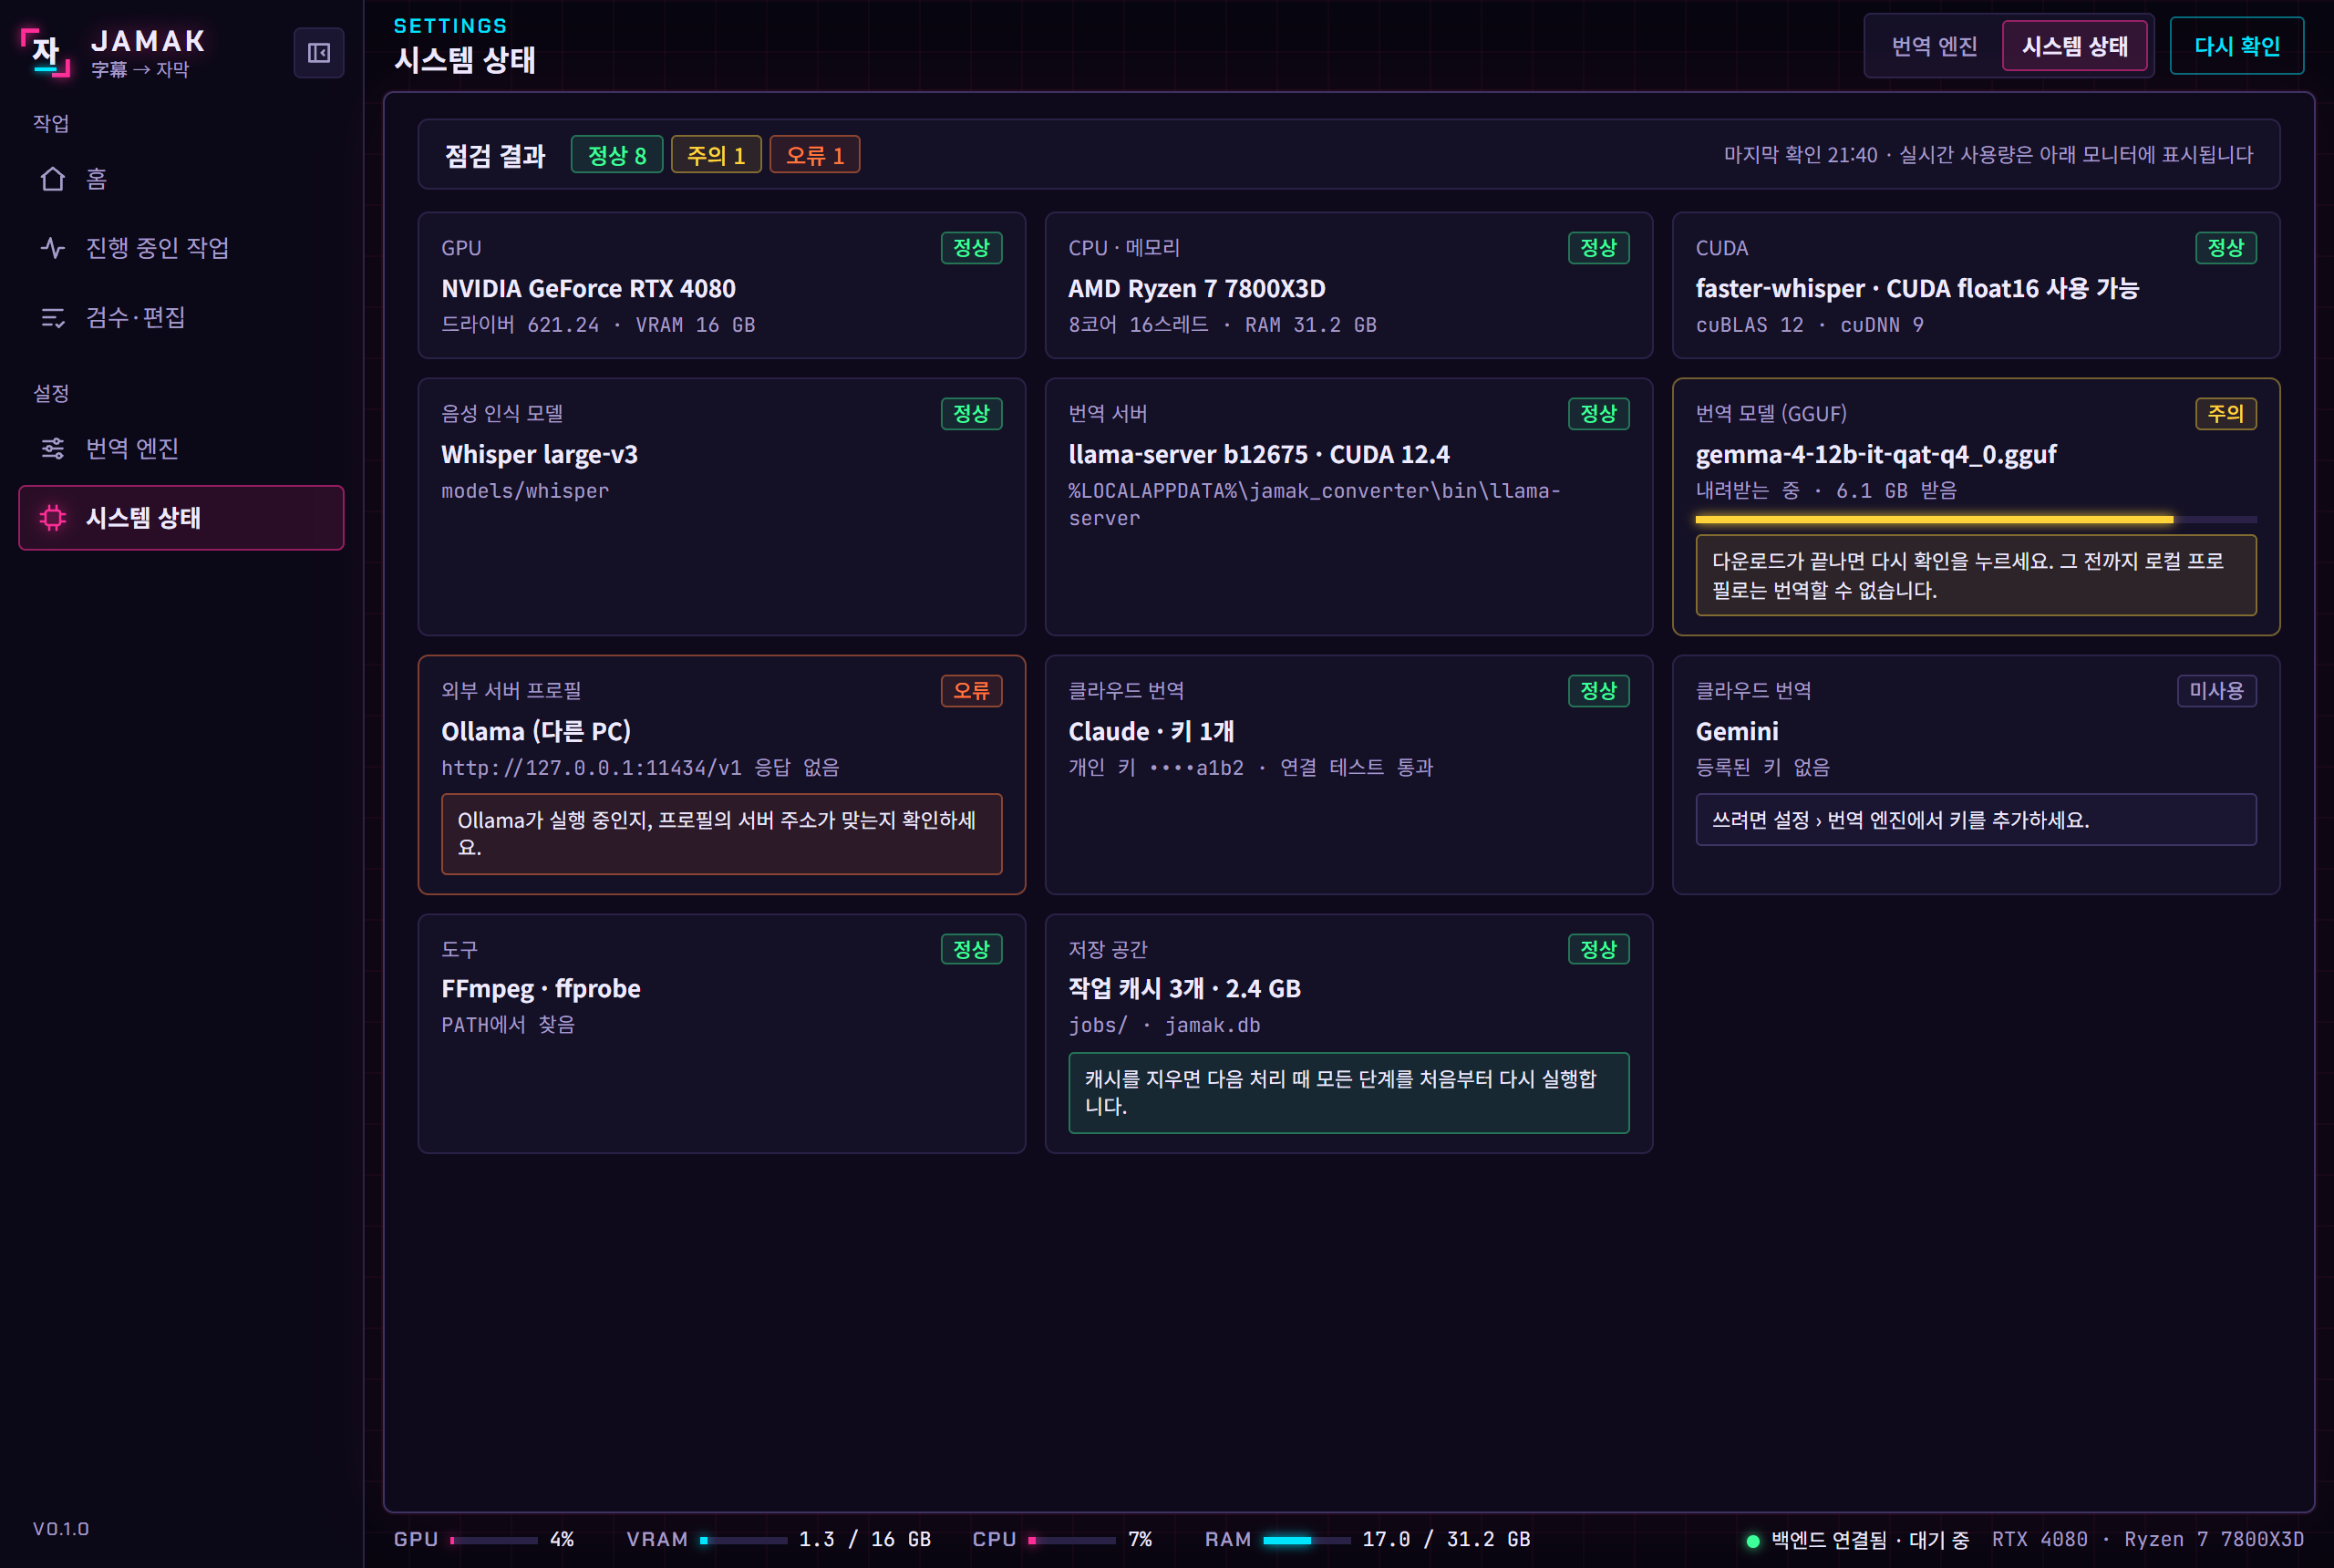 자
JAMAK
字幕 → 자막
작업
홈
진행 중인 작업
검수·편집
설정
번역 엔진
시스템 상태
V0.1.0
SETTINGS
시스템 상태
번역 엔진
시스템 상태
다시 확인
점검 결과
정상 8
주의 1
오류 1
마지막 확인 21:40 · 실시간 사용량은 아래 모니터에 표시됩니다
GPU
정상
NVIDIA GeForce RTX 4080
드라이버 621.24 · VRAM 16 GB
CPU · 메모리
정상
AMD Ryzen 7 7800X3D
8코어 16스레드 · RAM 31.2 GB
CUDA
정상
faster-whisper · CUDA float16 사용 가능
cuBLAS 12 · cuDNN 9
음성 인식 모델
정상
Whisper large-v3
models/whisper
번역 서버
정상
llama-server b12675 · CUDA 12.4
%LOCALAPPDATA%\jamak_converter\bin\llama-
server
번역 모델 (GGUF)
주의
gemma-4-12b-it-qat-q4_0.gguf
내려받는 중 · 6.1 GB 받음
다운로드가 끝나면 다시 확인을 누르세요. 그 전까지 로컬 프로
필로는 번역할 수 없습니다.
외부 서버 프로필
오류
Ollama (다른 PC)
http://127.0.0.1:11434/v1 응답 없음
Ollama가 실행 중인지, 프로필의 서버 주소가 맞는지 확인하세
요.
클라우드 번역
정상
Claude · 키 1개
개인 키 ••••a1b2 · 연결 테스트 통과
클라우드 번역
미사용
Gemini
등록된 키 없음
쓰려면 설정 › 번역 엔진에서 키를 추가하세요.
도구
정상
FFmpeg · ffprobe
PATH에서 찾음
저장 공간
정상
작업 캐시 3개 · 2.4 GB
jobs/ · jamak.db
캐시를 지우면 다음 처리 때 모든 단계를 처음부터 다시 실행합
니다.
GPU 4%
VRAM 1.3 / 16 GB
CPU 7%
RAM 17.0 / 31.2 GB
백엔드 연결됨 · 대기 중
RTX 4080 · Ryzen 7 7800X3D